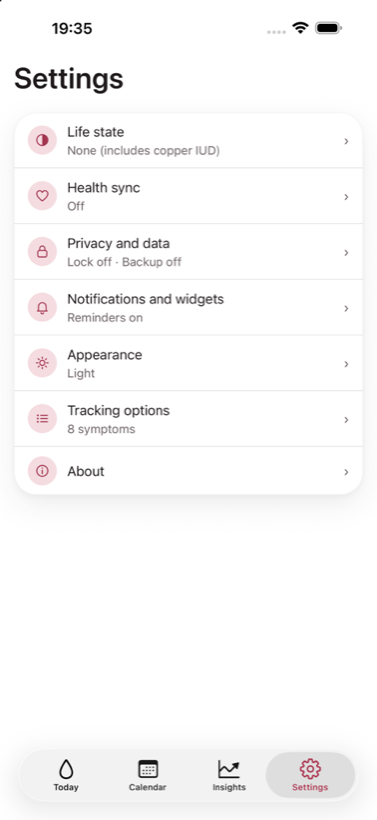 19:35
Settings
Life state
None (includes copper IUD)
Health sync
Off
Privacy and data
Lock off · Backup off
Notifications and widgets
Reminders on
Appearance
Light
Tracking options
8 symptoms
About
Today
Calendar
Insights
Settings